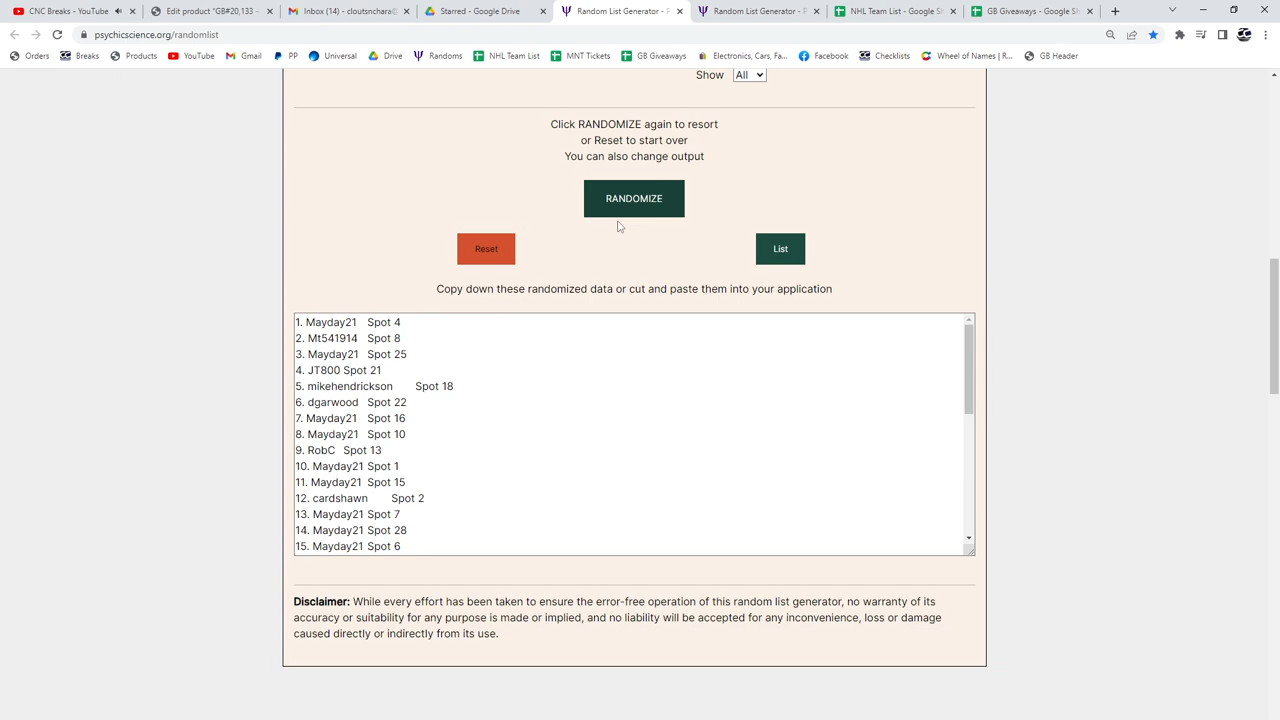 CNC Breaks - YouTube
Edit product "GB#20,133 –
Inbox (14) - cloutsnchara@
Starred - Google Drive
Random List Generator - P
Random List Generator - P
NHL Team List - Google Sh
GB Giveaways - Google Sh
psychicscience.org/randomlist
Orders
Breaks
Products
YouTube
Gmail
PP
Universal
Drive
Randoms
NHL Team List
MNT Tickets
GB Giveaways
Electronics, Cars, Fa...
Facebook
Checklists
Wheel of Names | R...
GB Header
Show All
Click RANDOMIZE again to resort
or Reset to start over
You can also change output
RANDOMIZE
Reset
List
Copy down these randomized data or cut and paste them into your application
1. Mayday21 Spot 4
2. Mt541914 Spot 8
3. Mayday21 Spot 25
4. JT800 Spot 21
5. mikehendrickson Spot 18
6. dgarwood Spot 22
7. Mayday21 Spot 16
8. Mayday21 Spot 10
9. RobC Spot 13
10. Mayday21 Spot 1
11. Mayday21 Spot 15
12. cardshawn Spot 2
13. Mayday21 Spot 7
14. Mayday21 Spot 28
15. Mayday21 Spot 6
Disclaimer: While every effort has been taken to ensure the error-free operation of this random list generator, no warranty of its
accuracy or suitability for any purpose is made or implied, and no liability will be accepted for any inconvenience, loss or damage
caused directly or indirectly from its use.